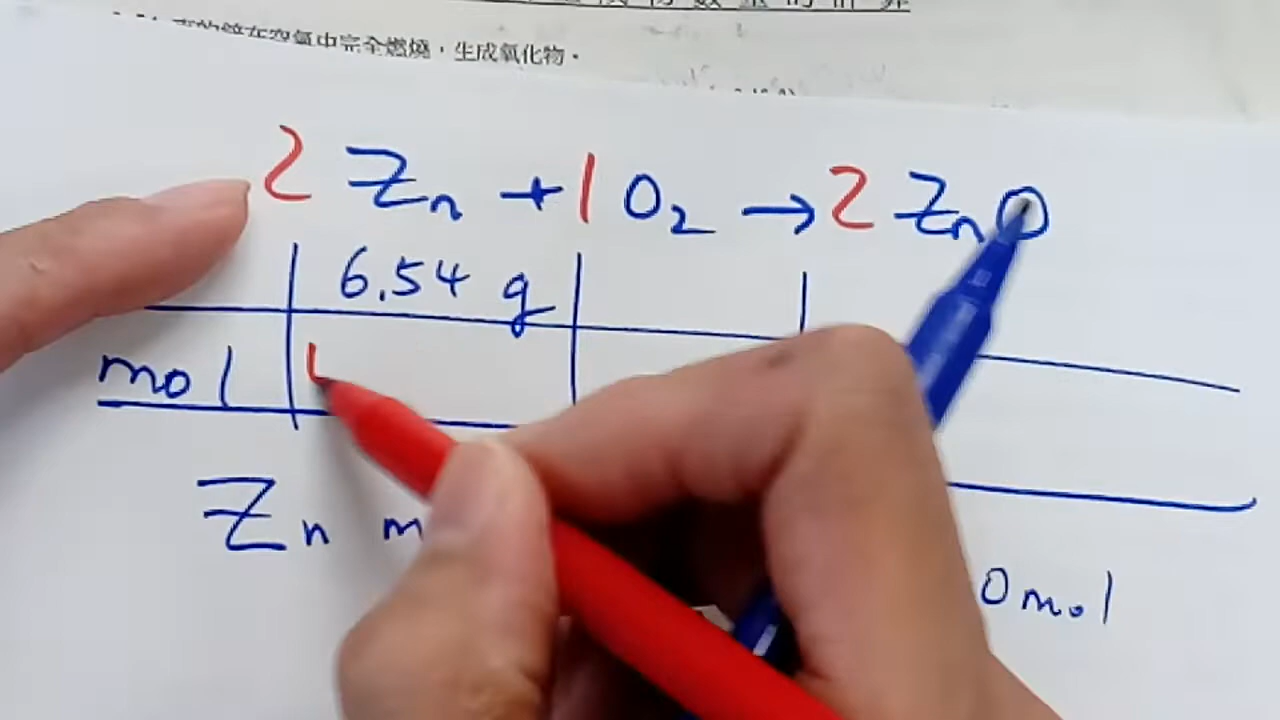 的鋅在空氣中完全燃燒，生成氧化物。
2 Zn + 1 O2 → 2 ZnO
6.54 g
mol
Zn m
0 mol